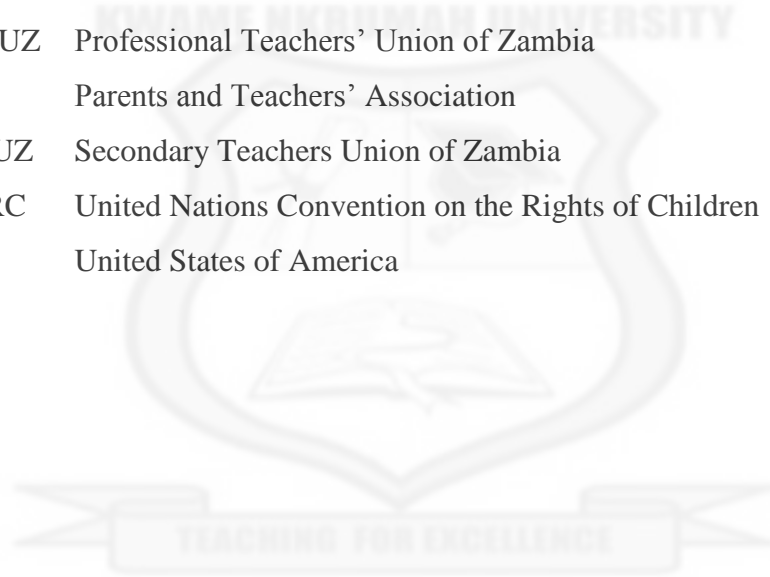 KWAME NKRUMAH UNIVERSITY
UZ Professional Teachers’ Union of Zambia
Parents and Teachers’ Association
UZ Secondary Teachers Union of Zambia
RC United Nations Convention on the Rights of Children
United States of America
TEACHING FOR EXCELLENCE